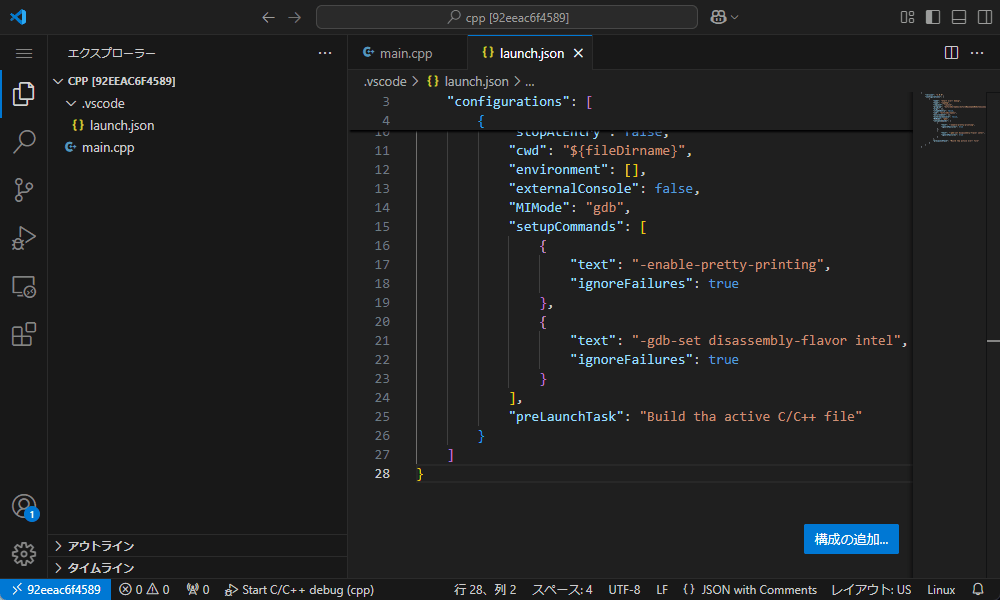 cpp [92eeac6f4589]
エクスプローラー
CPP [92EEAC6F4589]
.vscode
launch.json
main.cpp
アウトライン
タイムライン
main.cpp
launch.json
.vscode > launch.json > ...
3 "configurations": [
4 {
10 "stopAtEntry": false,
11 "cwd": "${fileDirname}",
12 "environment": [],
13 "externalConsole": false,
14 "MIMode": "gdb",
15 "setupCommands": [
16 {
17 "text": "-enable-pretty-printing",
18 "ignoreFailures": true
19 },
20 {
21 "text": "-gdb-set disassembly-flavor intel",
22 "ignoreFailures": true
23 }
24 ],
25 "preLaunchTask": "Build tha active C/C++ file"
26 }
27 ]
28 }
構成の追加...
1
92eeac6f4589 0 0 0 Start C/C++ debug (cpp) 行 28、列 2 スペース: 4 UTF-8 LF {} JSON with Comments レイアウト: US Linux